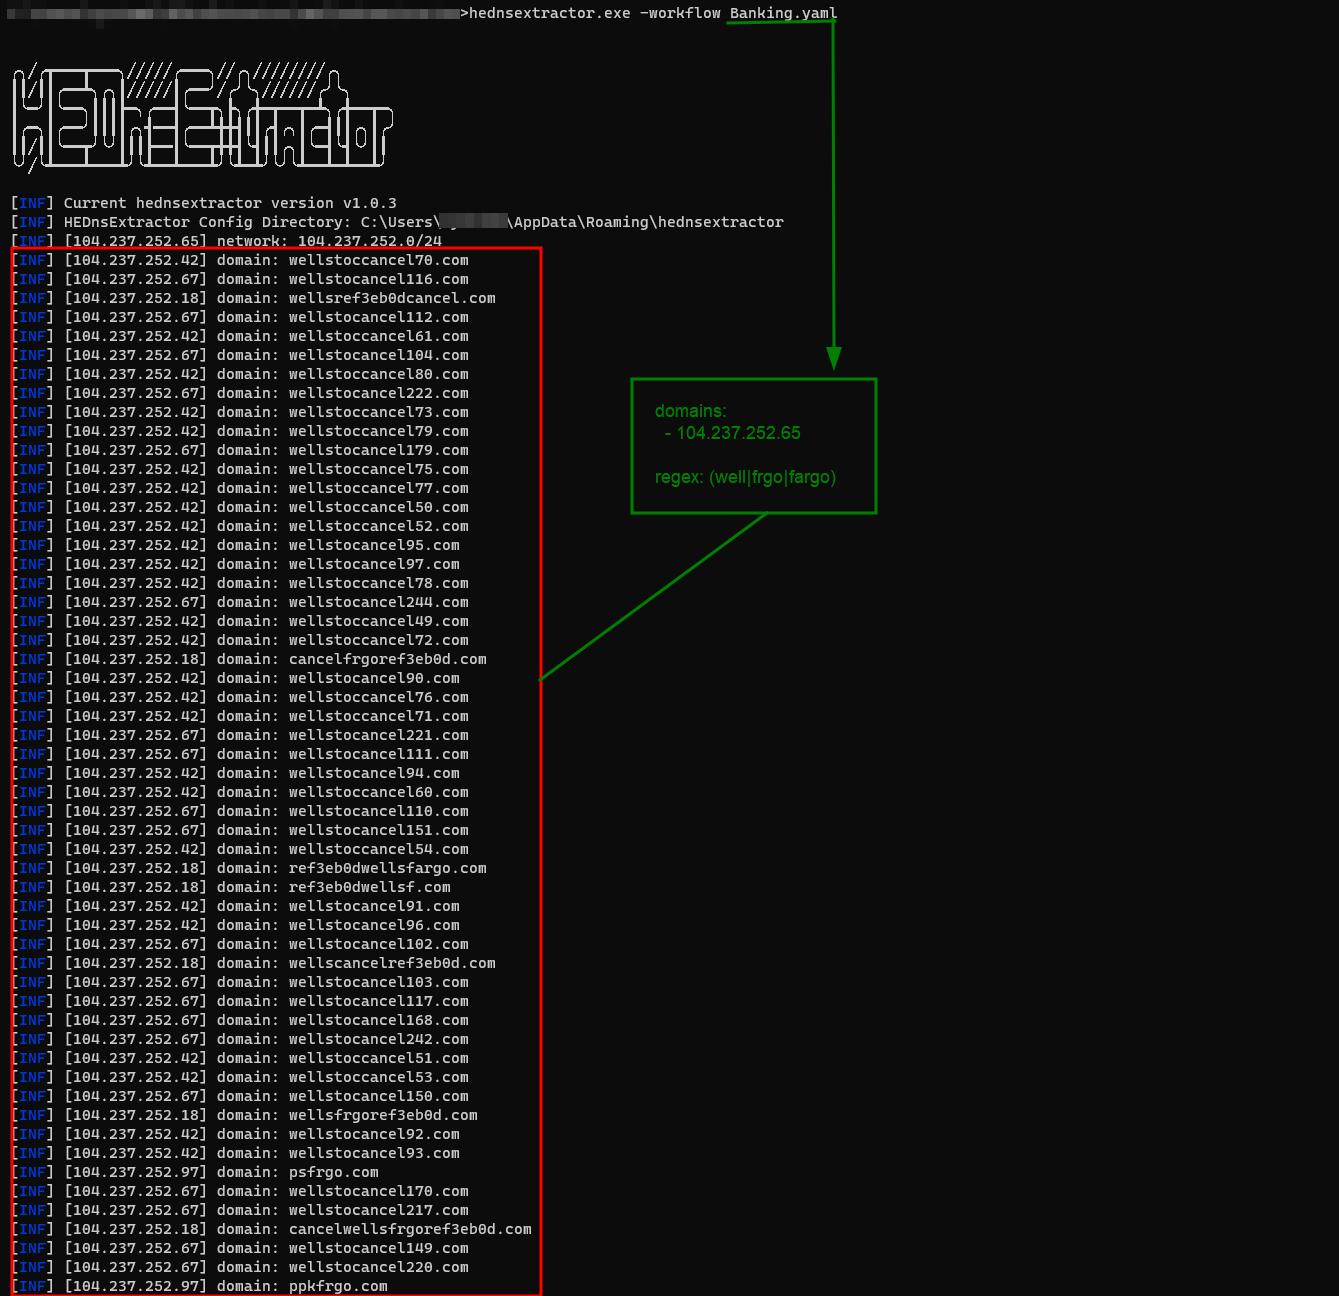 >hednsextractor.exe -workflow Banking.yaml
HEDnsExtractor
[INF] Current hednsextractor version v1.0.3
[INF] HEDnsExtractor Config Directory: C:\Users\ \AppData\Roaming\hednsextractor
[INF] [104.237.252.65] network: 104.237.252.0/24
[INF] [104.237.252.42] domain: wellstoccancel70.com
[INF] [104.237.252.67] domain: wellstocancel116.com
[INF] [104.237.252.18] domain: wellsref3eb0dcancel.com
[INF] [104.237.252.67] domain: wellstocancel112.com
[INF] [104.237.252.42] domain: wellstoccancel61.com
[INF] [104.237.252.67] domain: wellstocancel104.com
[INF] [104.237.252.42] domain: wellstoccancel80.com
[INF] [104.237.252.67] domain: wellstocancel222.com
[INF] [104.237.252.42] domain: wellstoccancel73.com
[INF] [104.237.252.42] domain: wellstoccancel79.com
[INF] [104.237.252.67] domain: wellstocancel179.com
[INF] [104.237.252.42] domain: wellstoccancel75.com
[INF] [104.237.252.42] domain: wellstoccancel77.com
[INF] [104.237.252.42] domain: wellstoccancel50.com
[INF] [104.237.252.42] domain: wellstoccancel52.com
[INF] [104.237.252.42] domain: wellstocancel95.com
[INF] [104.237.252.42] domain: wellstocancel97.com
[INF] [104.237.252.42] domain: wellstoccancel78.com
[INF] [104.237.252.67] domain: wellstocancel244.com
[INF] [104.237.252.42] domain: wellstoccancel49.com
[INF] [104.237.252.42] domain: wellstoccancel72.com
[INF] [104.237.252.18] domain: cancelfrgoref3eb0d.com
[INF] [104.237.252.42] domain: wellstocancel90.com
[INF] [104.237.252.42] domain: wellstoccancel76.com
[INF] [104.237.252.42] domain: wellstoccancel71.com
[INF] [104.237.252.67] domain: wellstocancel221.com
[INF] [104.237.252.67] domain: wellstocancel111.com
[INF] [104.237.252.42] domain: wellstocancel94.com
[INF] [104.237.252.42] domain: wellstoccancel60.com
[INF] [104.237.252.67] domain: wellstocancel110.com
[INF] [104.237.252.67] domain: wellstocancel151.com
[INF] [104.237.252.42] domain: wellstoccancel54.com
[INF] [104.237.252.18] domain: ref3eb0dwellsfargo.com
[INF] [104.237.252.18] domain: ref3eb0dwellsf.com
[INF] [104.237.252.42] domain: wellstocancel91.com
[INF] [104.237.252.42] domain: wellstocancel96.com
[INF] [104.237.252.67] domain: wellstocancel102.com
[INF] [104.237.252.18] domain: wellscancelref3eb0d.com
[INF] [104.237.252.67] domain: wellstocancel103.com
[INF] [104.237.252.67] domain: wellstocancel117.com
[INF] [104.237.252.67] domain: wellstocancel168.com
[INF] [104.237.252.67] domain: wellstocancel242.com
[INF] [104.237.252.42] domain: wellstoccancel51.com
[INF] [104.237.252.42] domain: wellstoccancel53.com
[INF] [104.237.252.67] domain: wellstocancel150.com
[INF] [104.237.252.18] domain: wellsfrgoref3eb0d.com
[INF] [104.237.252.42] domain: wellstocancel92.com
[INF] [104.237.252.42] domain: wellstocancel93.com
[INF] [104.237.252.97] domain: psfrgo.com
[INF] [104.237.252.67] domain: wellstocancel170.com
[INF] [104.237.252.67] domain: wellstocancel217.com
[INF] [104.237.252.18] domain: cancelwellsfrgoref3eb0d.com
[INF] [104.237.252.67] domain: wellstocancel149.com
[INF] [104.237.252.67] domain: wellstocancel220.com
[INF] [104.237.252.97] domain: ppkfrgo.com
domains:
- 104.237.252.65
regex: (well|frgo|fargo)